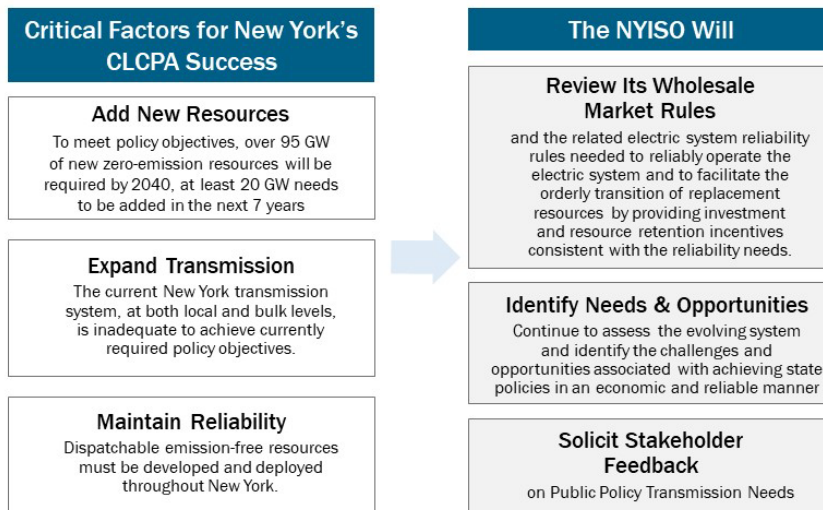 Critical Factors for New York's
CLCPA Success
Add New Resources
To meet policy objectives, over 95 GW
of new zero-emission resources will be
required by 2040, at least 20 GW needs
to be added in the next 7 years
Expand Transmission
The current New York transmission
system, at both local and bulk levels,
is inadequate to achieve currently
required policy objectives.
Maintain Reliability
Dispatchable emission-free resources
must be developed and deployed
throughout New York.
The NYISO Will
Review Its Wholesale
Market Rules
and the related electric system reliability
rules needed to reliably operate the
electric system and to facilitate the
orderly transition of replacement
resources by providing investment
and resource retention incentives
consistent with the reliability needs.
Identify Needs & Opportunities
Continue to assess the evolving system
and identify the challenges and
opportunities associated with achieving state
policies in an economic and reliable manner
Solicit Stakeholder
Feedback
on Public Policy Transmission Needs